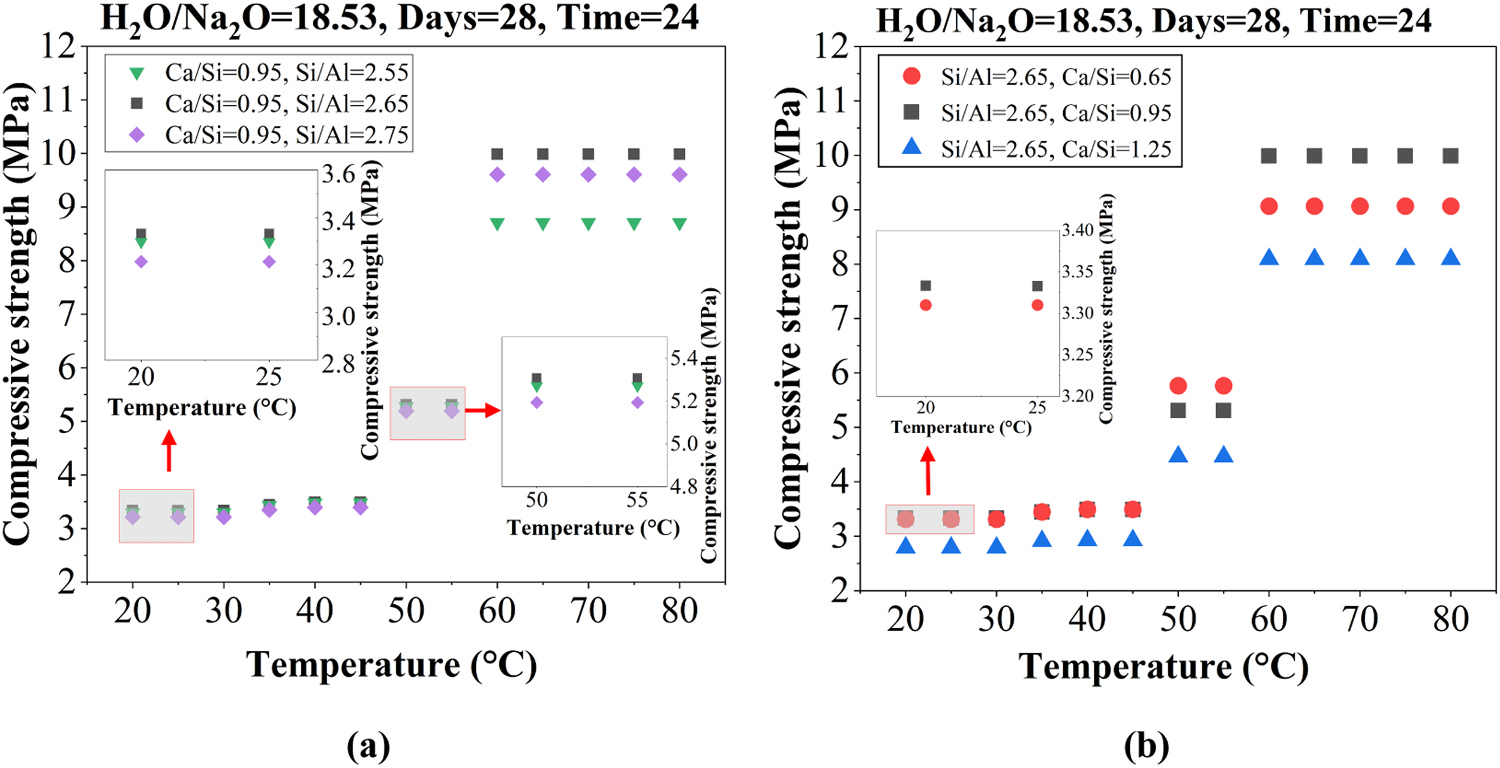 H₂O/Na₂O=18.53, Days=28, Time=24
Compressive strength (MPa)
12
11
10
9
8
7
6
5
4
3
2
Ca/Si=0.95, Si/Al=2.55
Ca/Si=0.95, Si/Al=2.65
Ca/Si=0.95, Si/Al=2.75
3.6
3.4
3.2
3.0
2.8
Compressive strength (MPa)
20 25
Temperature (°C)
5.4
5.2
5.0
4.8
Compressive strength (MPa)
50 55
Temperature (°C)
20 30 40 50 60 70 80
Temperature (°C)
(a)
H₂O/Na₂O=18.53, Days=28, Time=24
Compressive strength (MPa)
12
11
10
9
8
7
6
5
4
3
2
Si/Al=2.65, Ca/Si=0.65
Si/Al=2.65, Ca/Si=0.95
Si/Al=2.65, Ca/Si=1.25
3.40
3.33
3.30
3.21
3.20
Compressive strength (MPa)
20 25
Temperature (°C)
20 30 40 50 60 70 80
Temperature (°C)
(b)